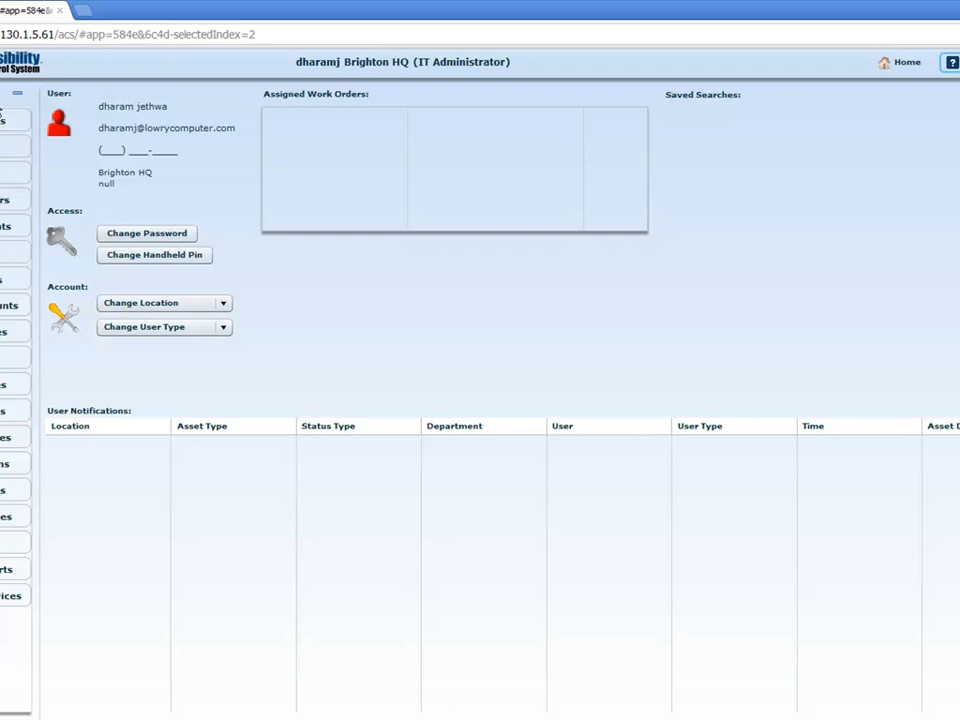 #app=584e&
130.1.5.61/acs/#app=584e&6c4d-selectedIndex=2
sibility
rol System
dharamj Brighton HQ (IT Administrator)
Home
?
User:
dharam jethwa
dharamj@lowrycomputer.com
(___) ___-____
Brighton HQ
null
Assigned Work Orders:
Saved Searches:
Access:
Change Password
Change Handheld Pin
Account:
Change Location
Change User Type
User Notifications:
Location Asset Type Status Type Department User User Type Time Asset D
s
rs
nts
s
unts
es
s
s
es
ns
s
es
rts
ices